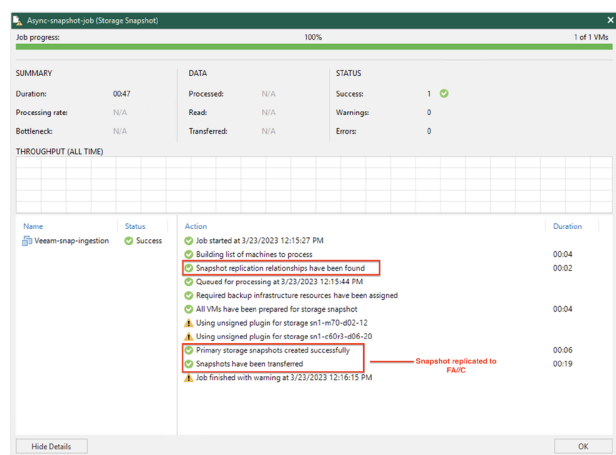 Async-snapshot-job (Storage Snapshot)
Job progress: 100% 1 of 1 VMs
SUMMARY DATA STATUS
Duration: 00:47 Processed: N/A Success: 1
Processing rate: N/A Read: N/A Warnings: 0
Bottleneck: N/A Transferred: N/A Errors: 0
THROUGHPUT (ALL TIME)
Name Status Action Duration
Veeam-snap-ingestion Success Job started at 3/23/2023 12:15:27 PM
Building list of machines to process 00:04
Snapshot replication relationships have been found 00:02
Queued for processing at 3/23/2023 12:15:44 PM
Required backup infrastructure resources have been assigned
All VMs have been prepared for storage snapshot 00:04
Using unsigned plugin for storage sn1-m70-d02-12
Using unsigned plugin for storage sn1-c60r3-d06-20
Primary storage snapshots created successfully 00:06
Snapshots have been transferred 00:19
Snapshot replicated to
FA//C
Job finished with warning at 3/23/2023 12:16:15 PM
Hide Details OK